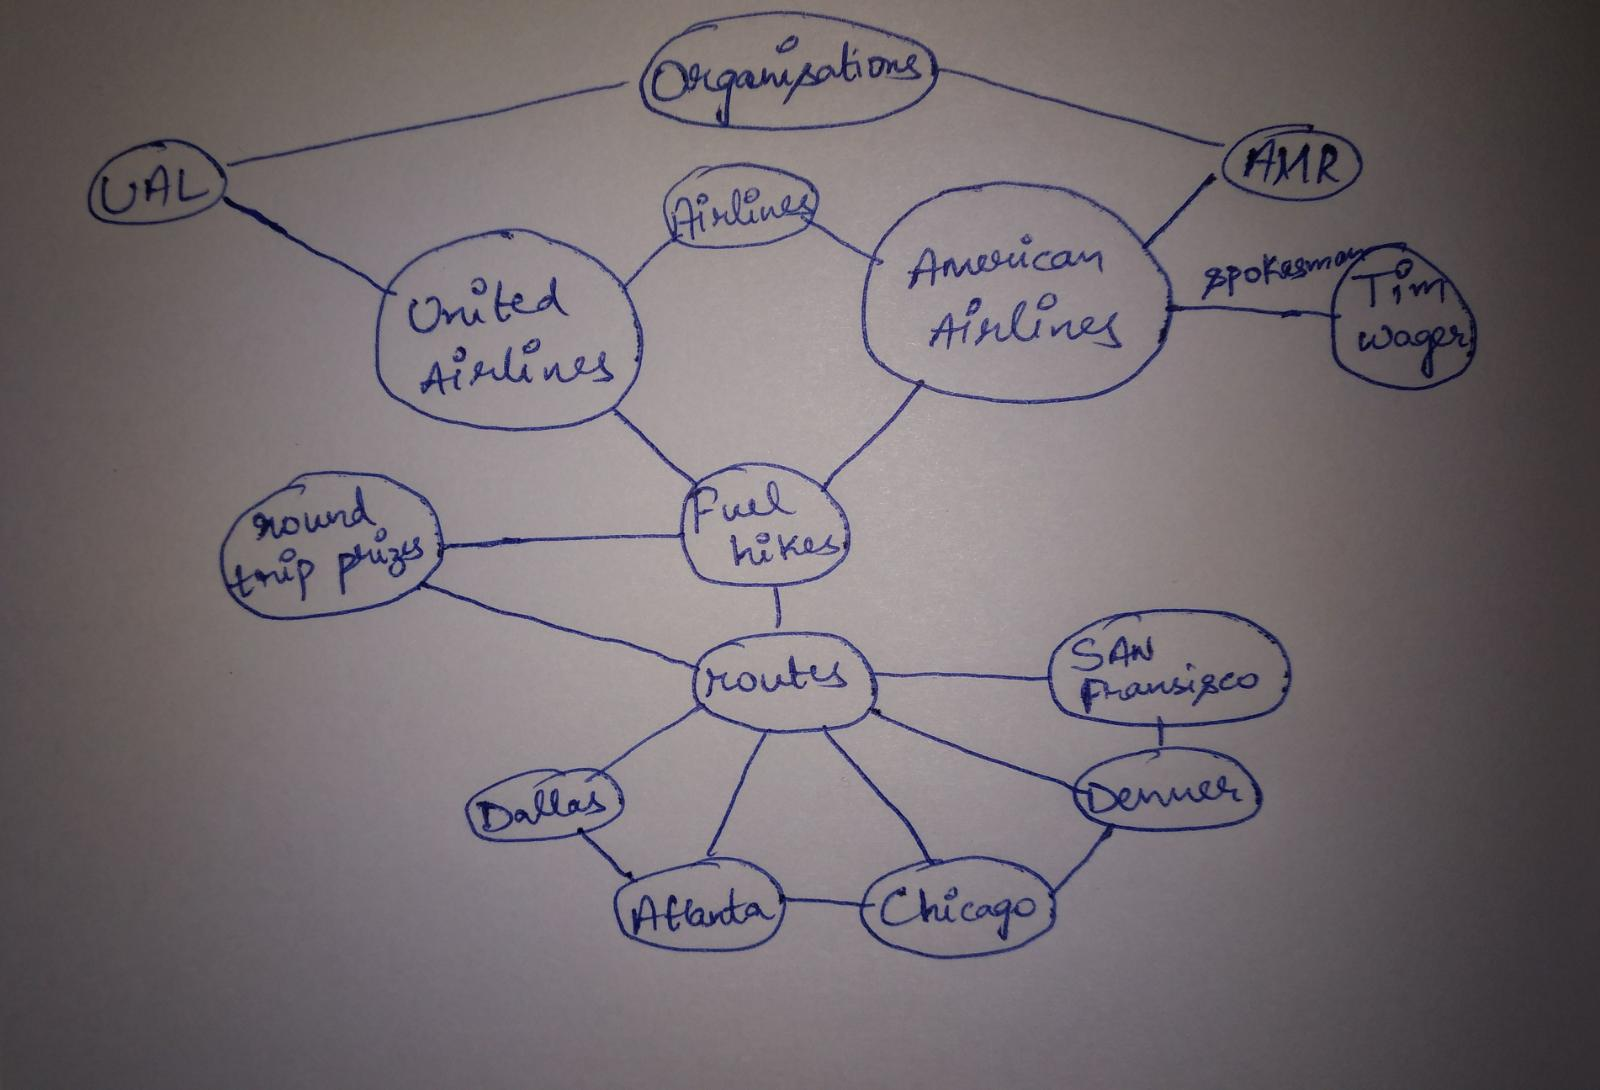 Organisations
UAL
AMR
Airlines
United
Airlines
American
Airlines
spokesman
Tim
wager
Fuel
hikes
round
trip prizes
routes
SAN
Fransisco
Dallas
Denver
Atlanta
Chicago